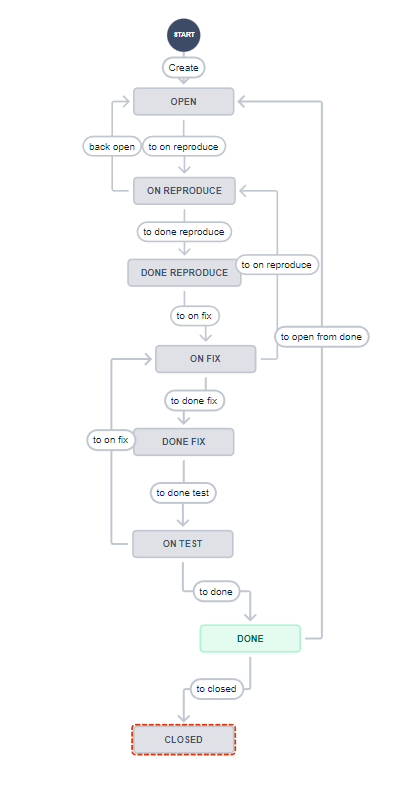 START
Create
OPEN
back open
to on reproduce
ON REPRODUCE
to done reproduce
DONE REPRODUCE
to on reproduce
to on fix
to open from done
ON FIX
to done fix
to on fix
DONE FIX
to done test
ON TEST
to done
DONE
to closed
CLOSED